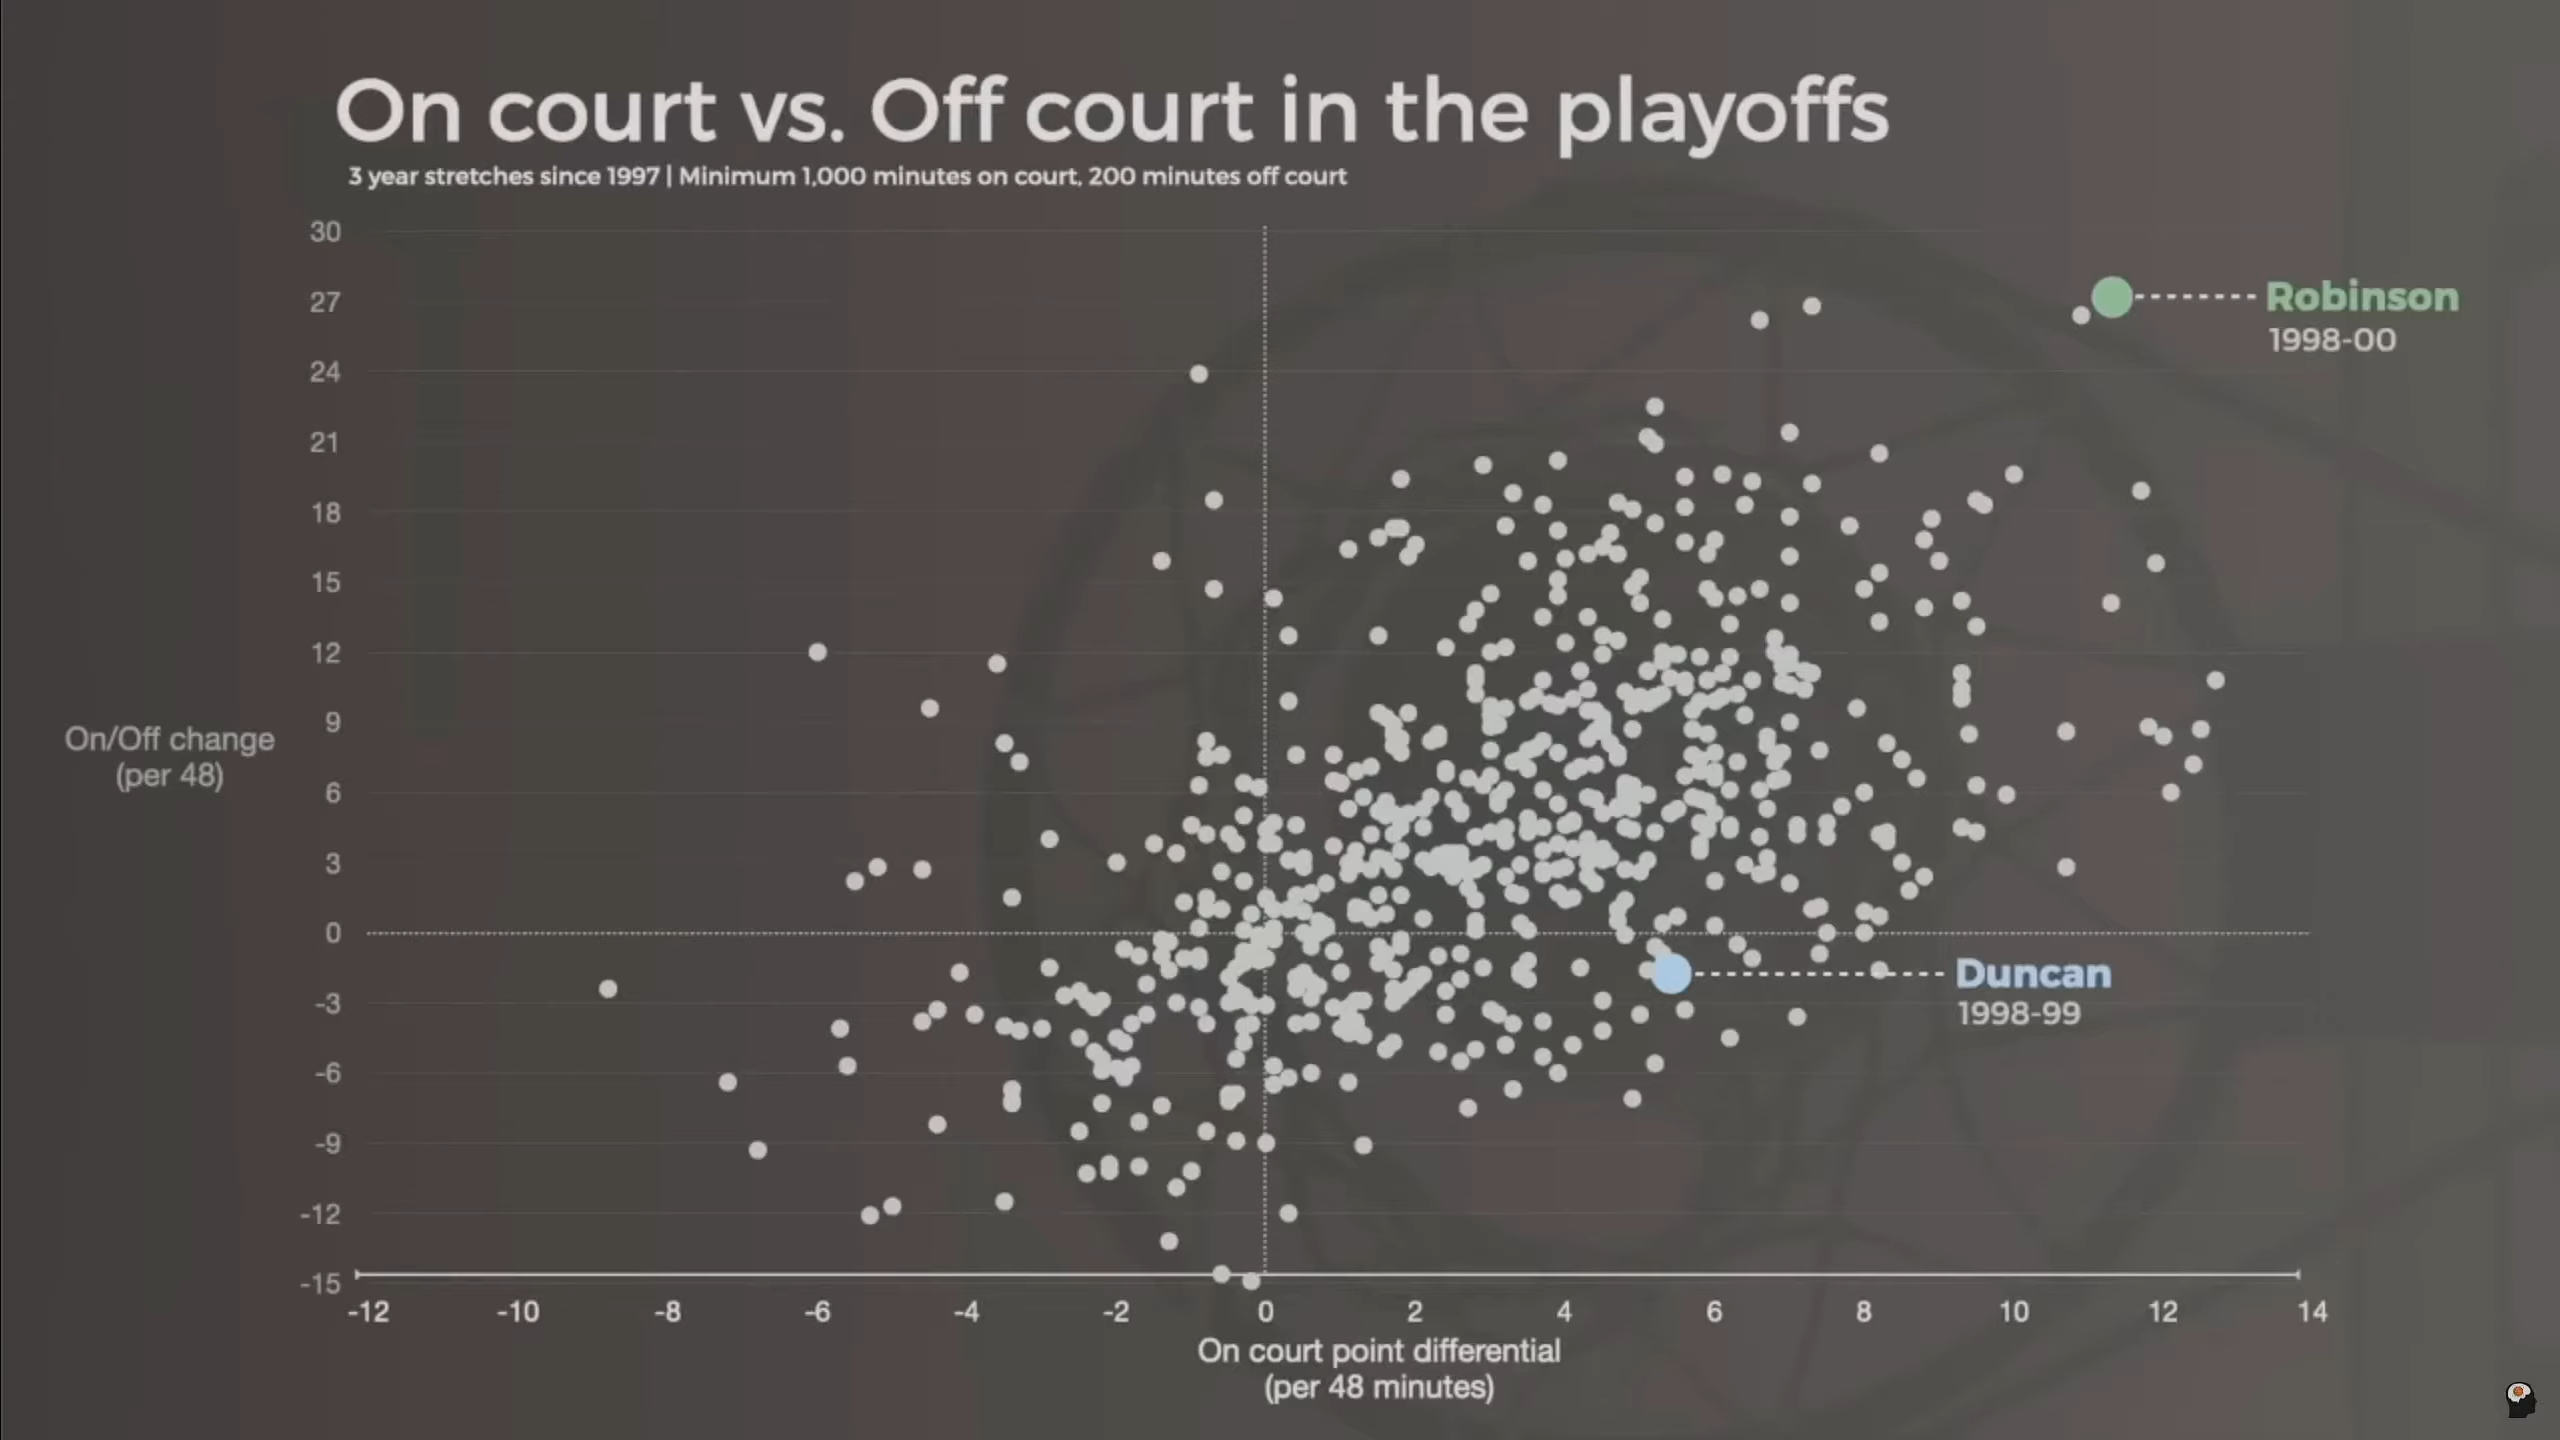 On court vs. Off court in the playoffs
3 year stretches since 1997 | Minimum 1,000 minutes on court, 200 minutes off court
30
27
24
21
18
15
12
9
6
3
0
-3
-6
-9
-12
-15
On/Off change
(per 48)
Robinson
1998-00
Duncan
1998-99
-12 -10 -8 -6 -4 -2 0 2 4 6 8 10 12 14
On court point differential
(per 48 minutes)